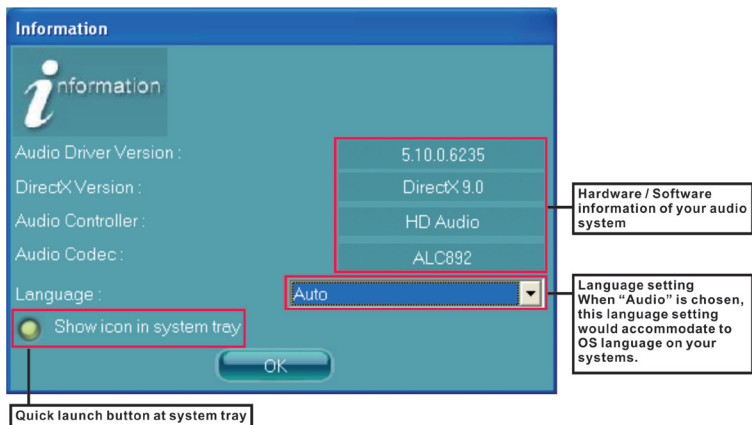 Information
information
Audio Driver Version :
5.10.0.6235
DirectX Version :
DirectX 9.0
Audio Controller :
HD Audio
Audio Codec :
ALC892
Language :
Auto
Show icon in system tray
OK
Hardware / Software
information of your audio
system
Language setting
When “Audio” is chosen,
this language setting
would accommodate to
OS language on your
systems.
Quick launch button at system tray